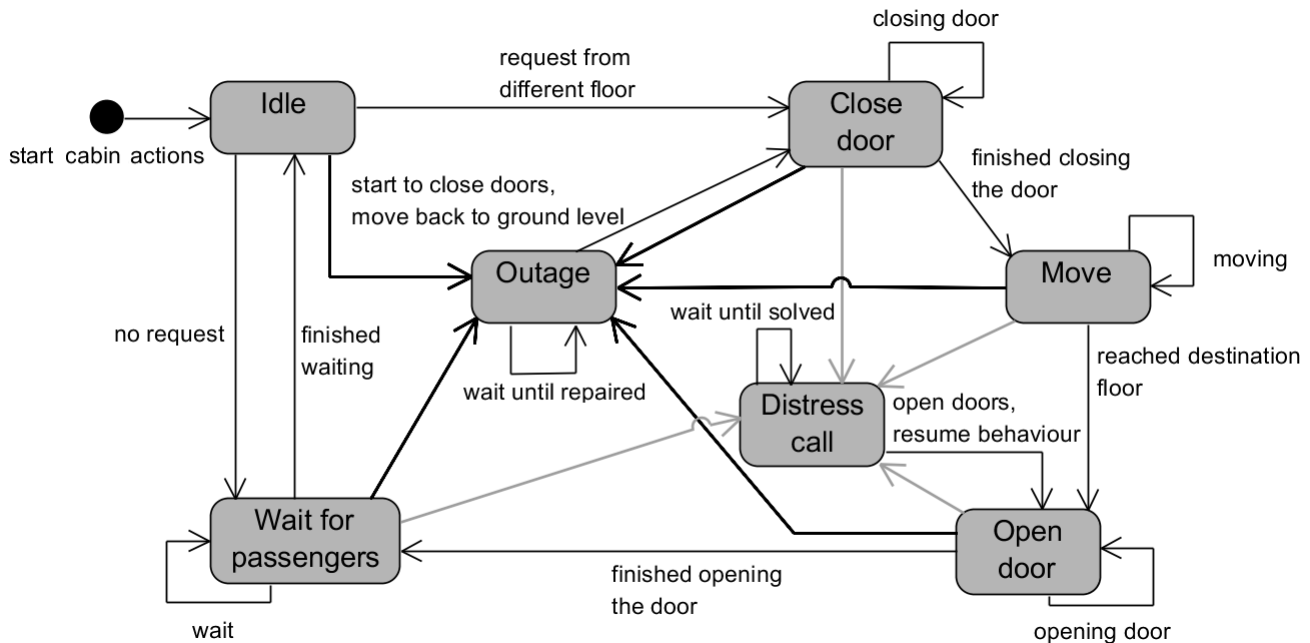 closing door
request from
different floor
Idle
Close
door
start cabin actions
finished closing
the door
start to close doors,
move back to ground level
Outage
Move
moving
wait until solved
no request
finished
waiting
wait until repaired
reached destination
floor
Distress
call
open doors,
resume behaviour
Wait for
passengers
Open
door
finished opening
the door
wait
opening door